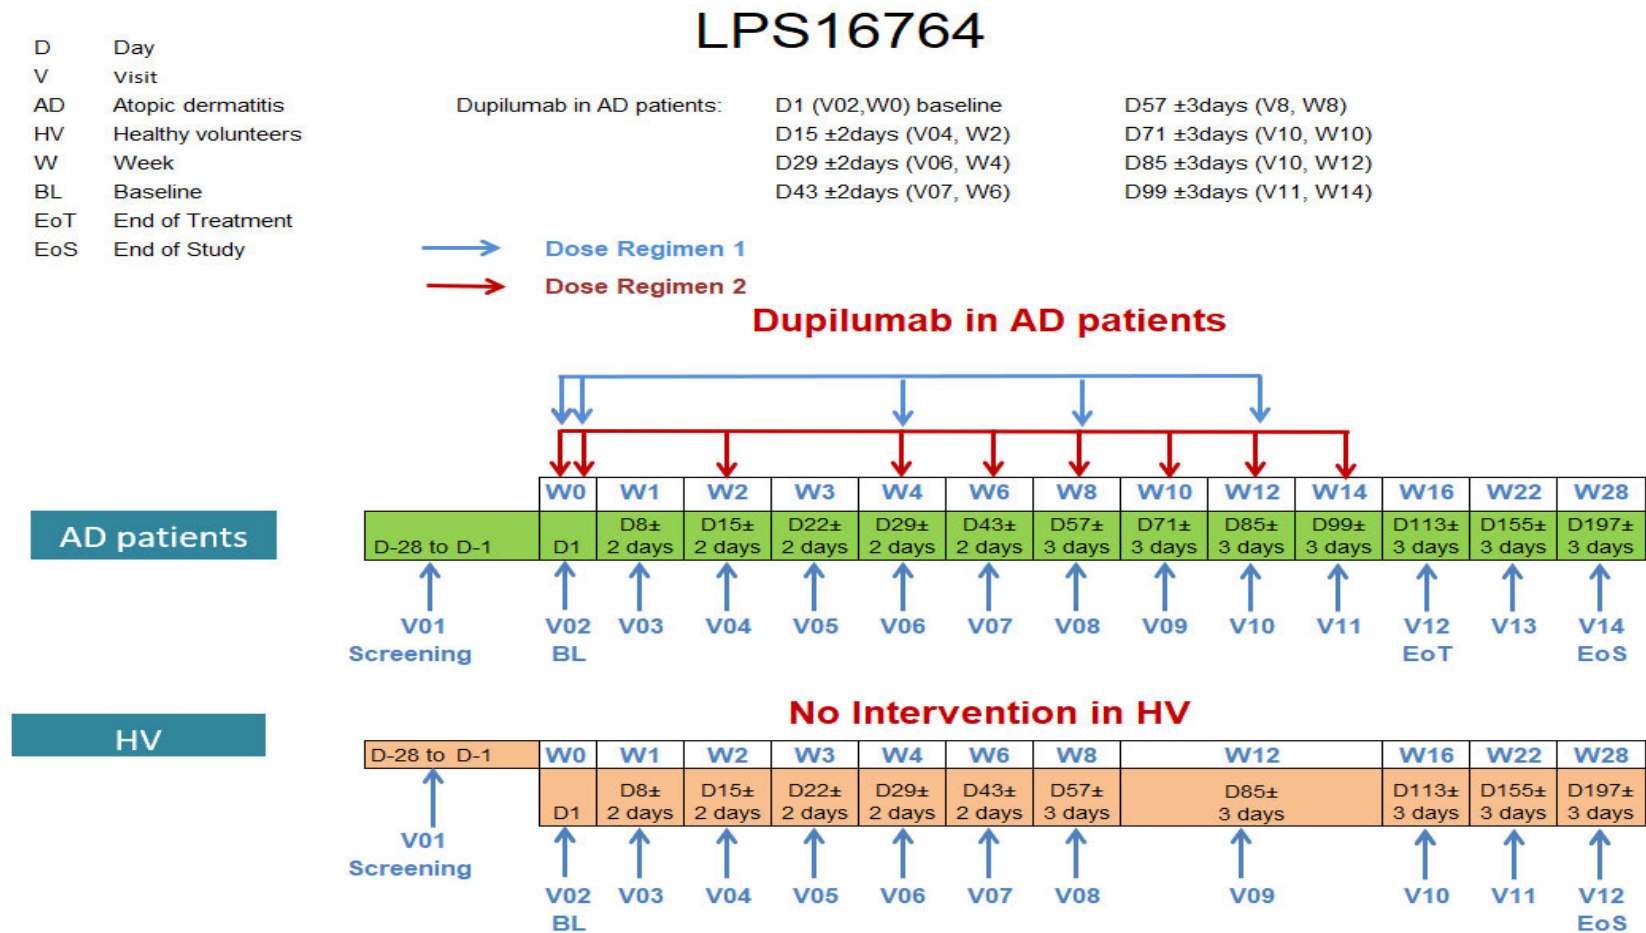 LPS16764
D Day
V Visit
AD Atopic dermatitis
HV Healthy volunteers
W Week
BL Baseline
EoT End of Treatment
EoS End of Study
Dupilumab in AD patients: D1 (V02,W0) baseline D57 ±3days (V8, W8)
D15 ±2days (V04, W2) D71 ±3days (V10, W10)
D29 ±2days (V06, W4) D85 ±3days (V10, W12)
D43 ±2days (V07, W6) D99 ±3days (V11, W14)
Dose Regimen 1
Dose Regimen 2
Dupilumab in AD patients
W0 W1 W2 W3 W4 W6 W8 W10 W12 W14 W16 W22 W28
AD patients
D8± D15± D22± D29± D43± D57± D71± D85± D99± D113± D155± D197±
D-28 to D-1 D1 2 days 2 days 2 days 2 days 2 days 3 days 3 days 3 days 3 days 3 days 3 days 3 days
V01 V02 V03 V04 V05 V06 V07 V08 V09 V10 V11 V12 V13 V14
Screening BL EoT EoS
No Intervention in HV
HV
D-28 to D-1 W0 W1 W2 W3 W4 W6 W8 W12 W16 W22 W28
D8± D15± D22± D29± D43± D57± D85± D113± D155± D197±
D1 2 days 2 days 2 days 2 days 2 days 3 days 3 days 3 days 3 days 3 days
V01
Screening
V02 V03 V04 V05 V06 V07 V08 V09 V10 V11 V12
BL EoS